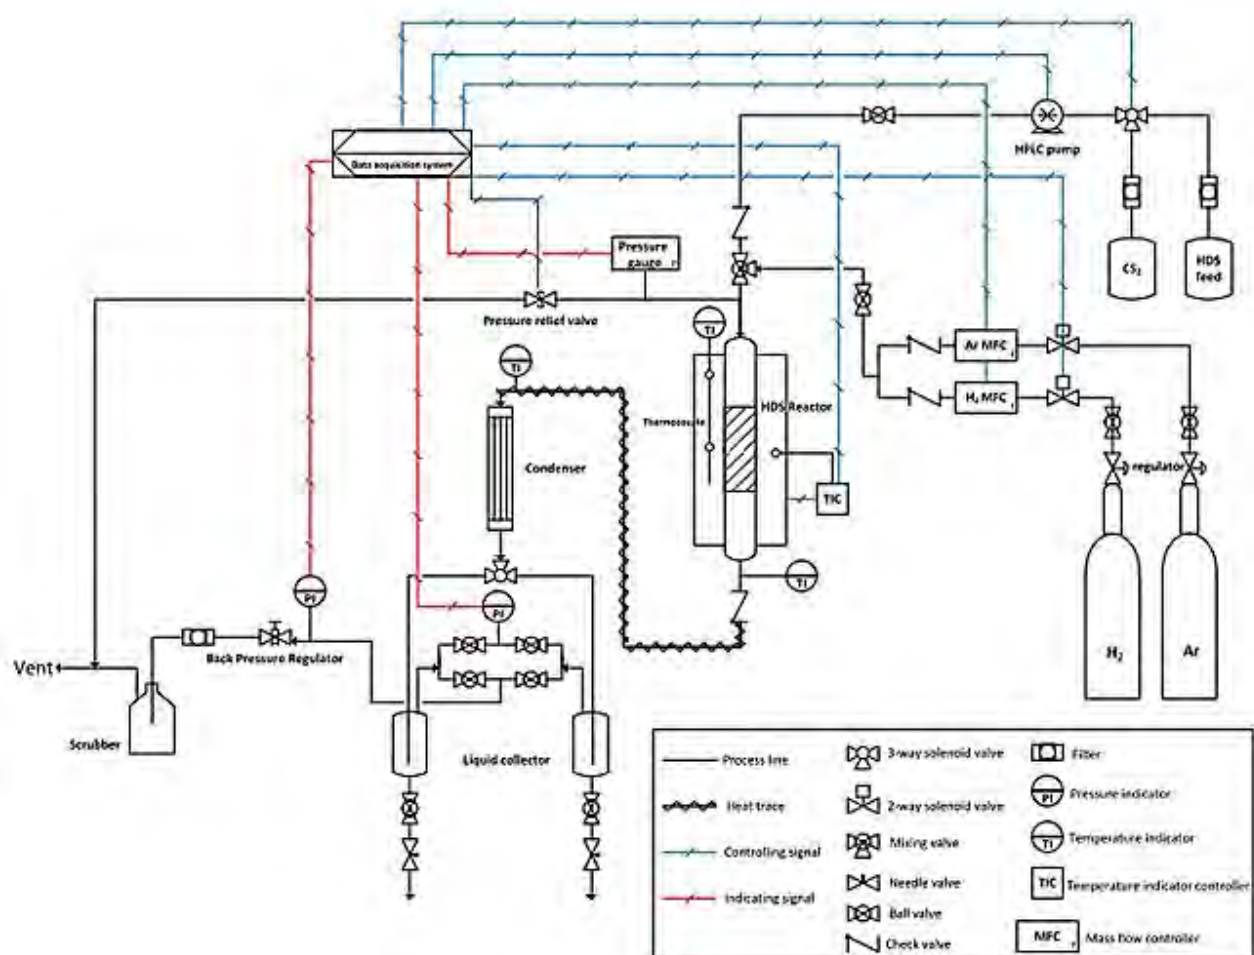 Data acquisition system
HPLC pump
Pressure
gauge
CS₂
HDS
feed
Pressure relief valve
TI
Ar MFC
TI
H₂ MFC
HDS Reactor
Thermocouple
Condenser
regulator
TIC
TI
PI
PI
Back Pressure Regulator
Vent
H₂
Ar
Scrubber
Liquid collector
Process line
3-way solenoid valve
Filter
Heat trace
2-way solenoid valve
PI
Pressure indicator
Controlling signal
Mixing valve
TI
Temperature indicator
Indicating signal
Needle valve
TIC
Temperature indicator controller
Ball valve
Check valve
MFC
Mass flow controller